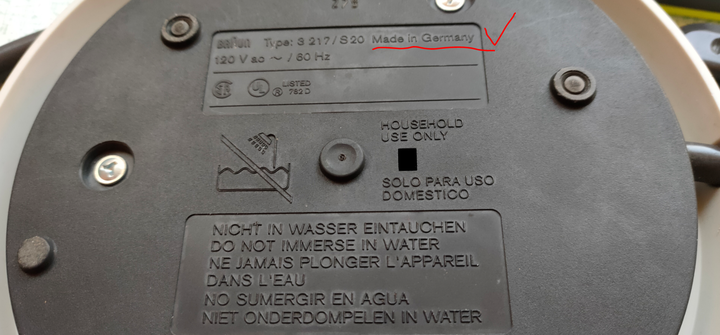 BRAUN Type: 3 217 / S20 Made in Germany
120 V ac ~ / 60 Hz
UL ® LISTED
782 D
HOUSEHOLD
USE ONLY
SOLO PARA USO
DOMESTICO
NICHT IN WASSER EINTAUCHEN
DO NOT IMMERSE IN WATER
NE JAMAIS PLONGER L'APPAREIL
DANS L'EAU
NO SUMERGIR EN AGUA
NIET ONDERDOMPELEN IN WATER